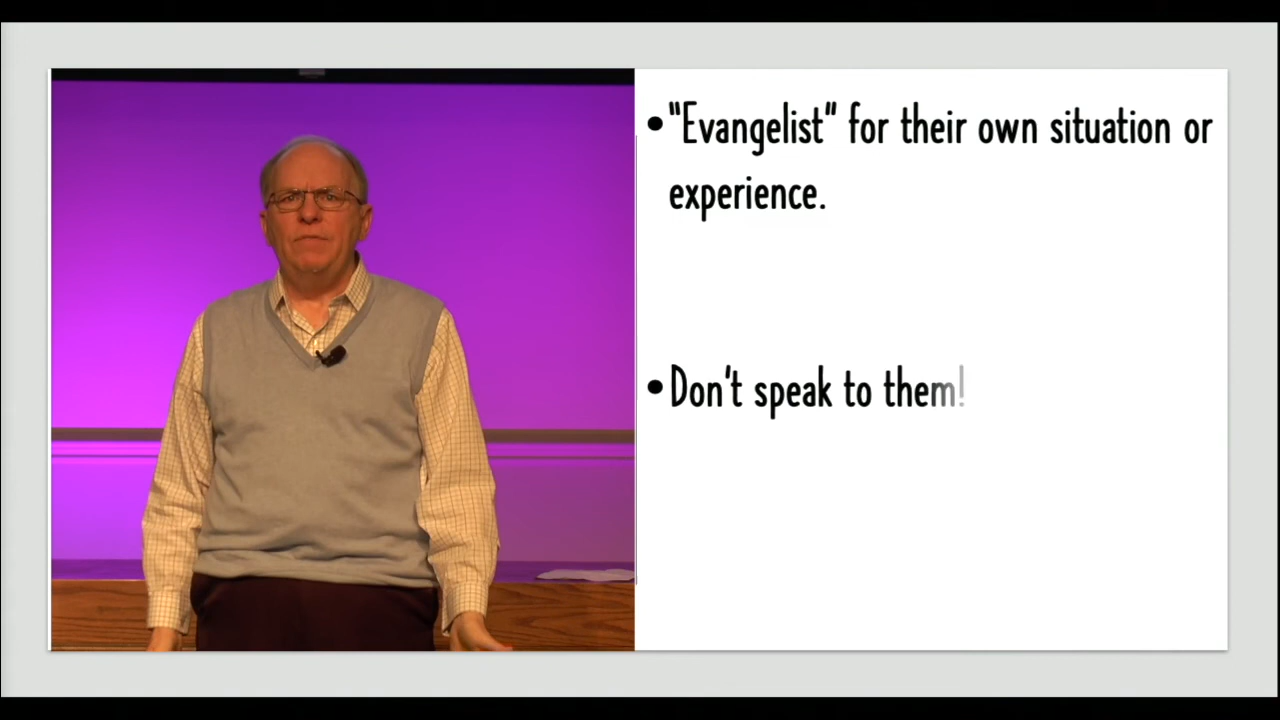 •"Evangelist" for their own situation or
experience.
•Don't speak to them!